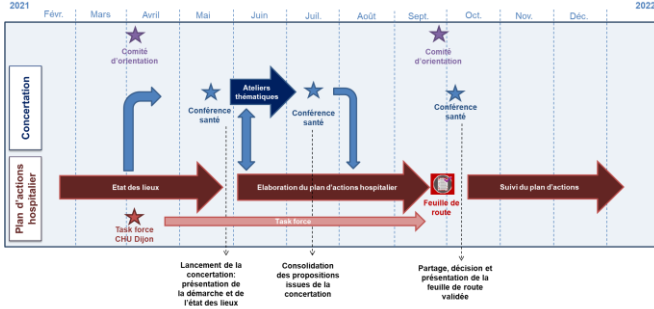 2021
2022
Févr.
Mars
Avril
Mai
Juin
Juil.
Août
Sept.
Oct.
Nov.
Déc.
Concertation
Comité
d'orientation
Conférence
santé
Ateliers
thématiques
Conférence
santé
Comité
d'orientation
Conférence
santé
Plan d'actions
hospitalier
Etat des lieux
Elaboration du plan d'actions hospitalier
Feuille de
route
Suivi du plan d'actions
Task force
CHU Dijon
Task force
Lancement de la
concertation:
présentation de
la démarche et de
l'état des lieux
Consolidation
des propositions
issues de la
concertation
Partage, décision et
présentation de la
feuille de route
validée